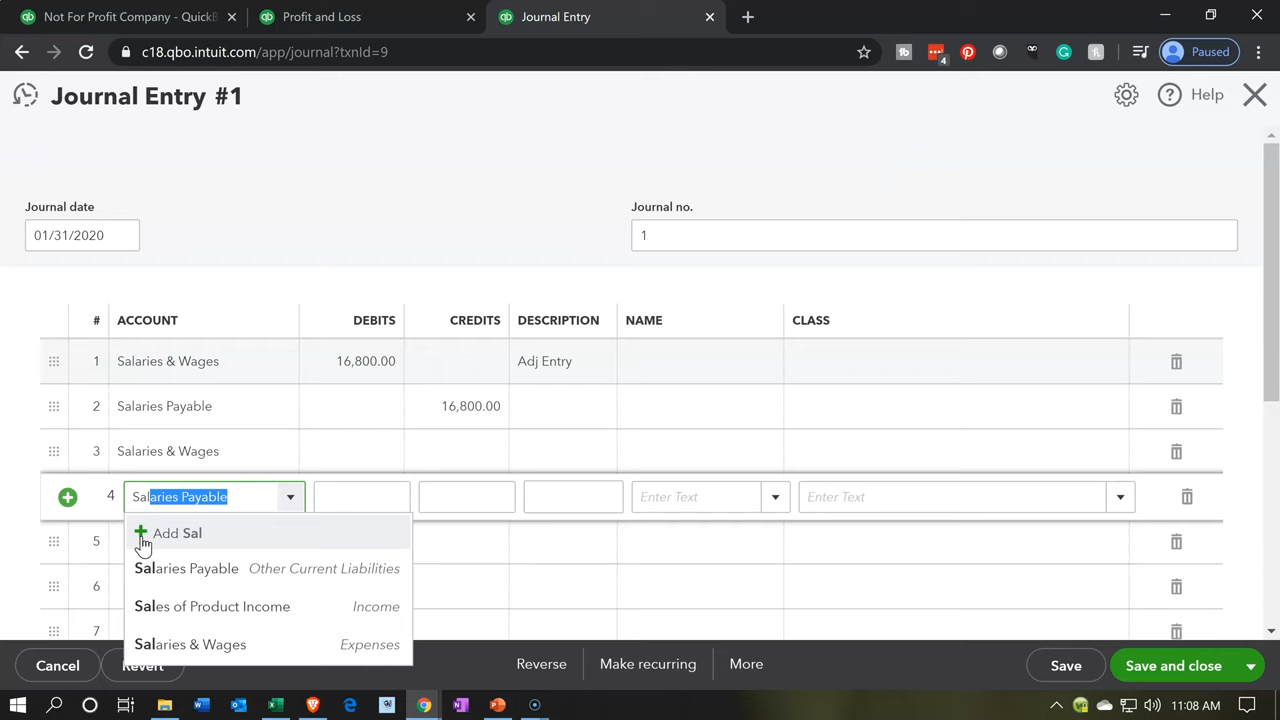 Not For Profit Company - QuickB
Profit and Loss
Journal Entry
c18.qbo.intuit.com/app/journal?txnId=9
tb
4
Paused
Journal Entry #1
Help
Journal date
Journal no.
01/31/2020
1
# ACCOUNT DEBITS CREDITS DESCRIPTION NAME CLASS
1 Salaries & Wages 16,800.00 Adj Entry
2 Salaries Payable 16,800.00
3 Salaries & Wages
4 Salaries Payable Enter Text Enter Text
Add Sal
5
Salaries Payable Other Current Liabilities
6
Sales of Product Income Income
7
Salaries & Wages Expenses
Cancel Revert Reverse Make recurring More Save Save and close
11:08 AM